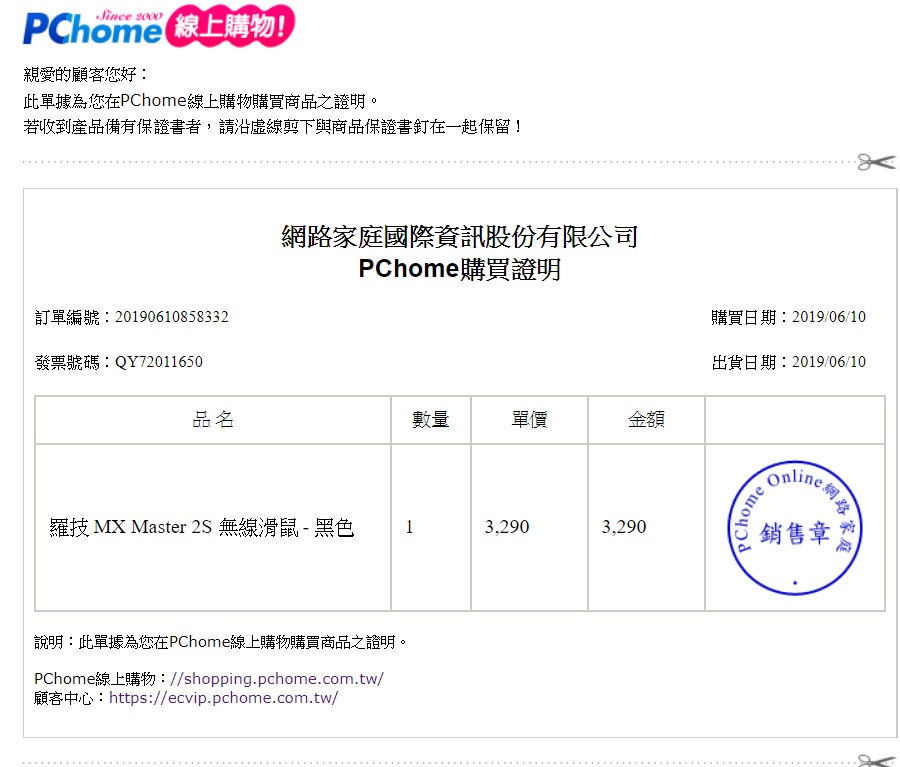 Since 2000
PChome 線上購物!
親愛的顧客您好：
此單據為您在PChome線上購物購買商品之證明。
若收到產品備有保證書者，請沿虛線剪下與商品保證書釘在一起保留！
網路家庭國際資訊股份有限公司
PChome購買證明
訂單編號：20190610858332 購買日期：2019/06/10
發票號碼：QY72011650 出貨日期：2019/06/10
品 名 數量 單價 金額
羅技 MX Master 2S 無線滑鼠 - 黑色 1 3,290 3,290
PChome Online 網路家庭
銷售章
說明：此單據為您在PChome線上購物購買商品之證明。
PChome線上購物：//shopping.pchome.com.tw/
顧客中心：https://ecvip.pchome.com.tw/